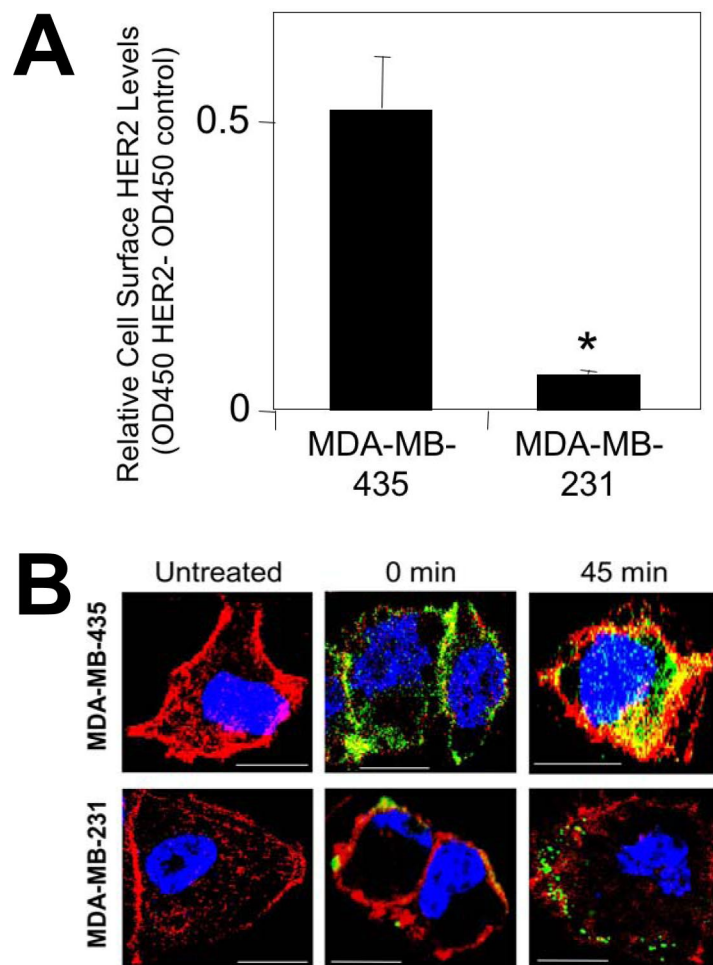 A
Relative Cell Surface HER2 Levels
(OD450 HER2- OD450 control)
0.5
0
*
MDA-MB-
435
MDA-MB-
231
B
Untreated
0 min
45 min
MDA-MB-435
MDA-MB-231